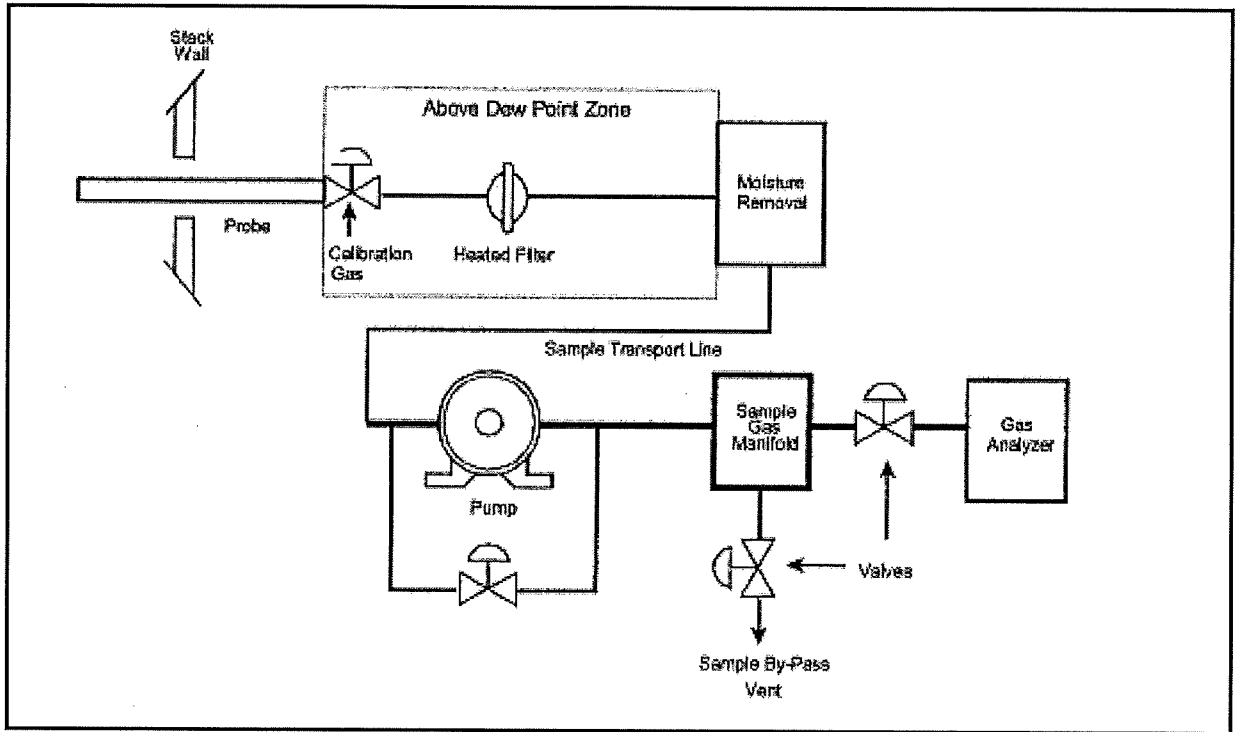 Stack
Wall
Above Dew Point Zone
Probe
Calibration
Gas
Heated Filter
Moisture
Removal
Sample Transport Line
Pump
Sample
Gas
Manifold
Gas
Analyzer
Valves
Sample By-Pass
Vent